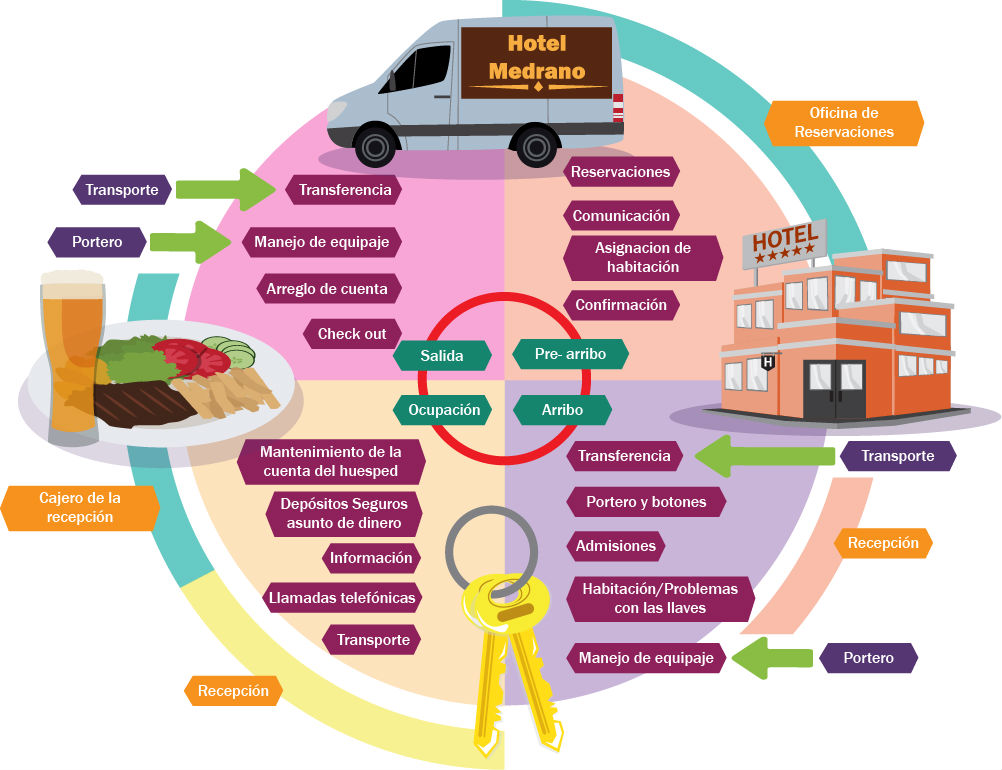 Hotel
Medrano
Oficina de
Reservaciones
Transporte
Transferencia
Reservaciones
Portero
Manejo de equipaje
Comunicación
Asignacion de
habitación
HOTEL
Arreglo de cuenta
Confirmación
Check out
Salida
Pre- arribo
H
Ocupación
Arribo
Mantenimiento de la
cuenta del huesped
Transferencia
Transporte
Cajero de la
recepción
Depósitos Seguros
asunto de dinero
Portero y botones
Información
Admisiones
Recepción
Llamadas telefónicas
Habitación/Problemas
con las llaves
Transporte
Manejo de equipaje
Portero
Recepción